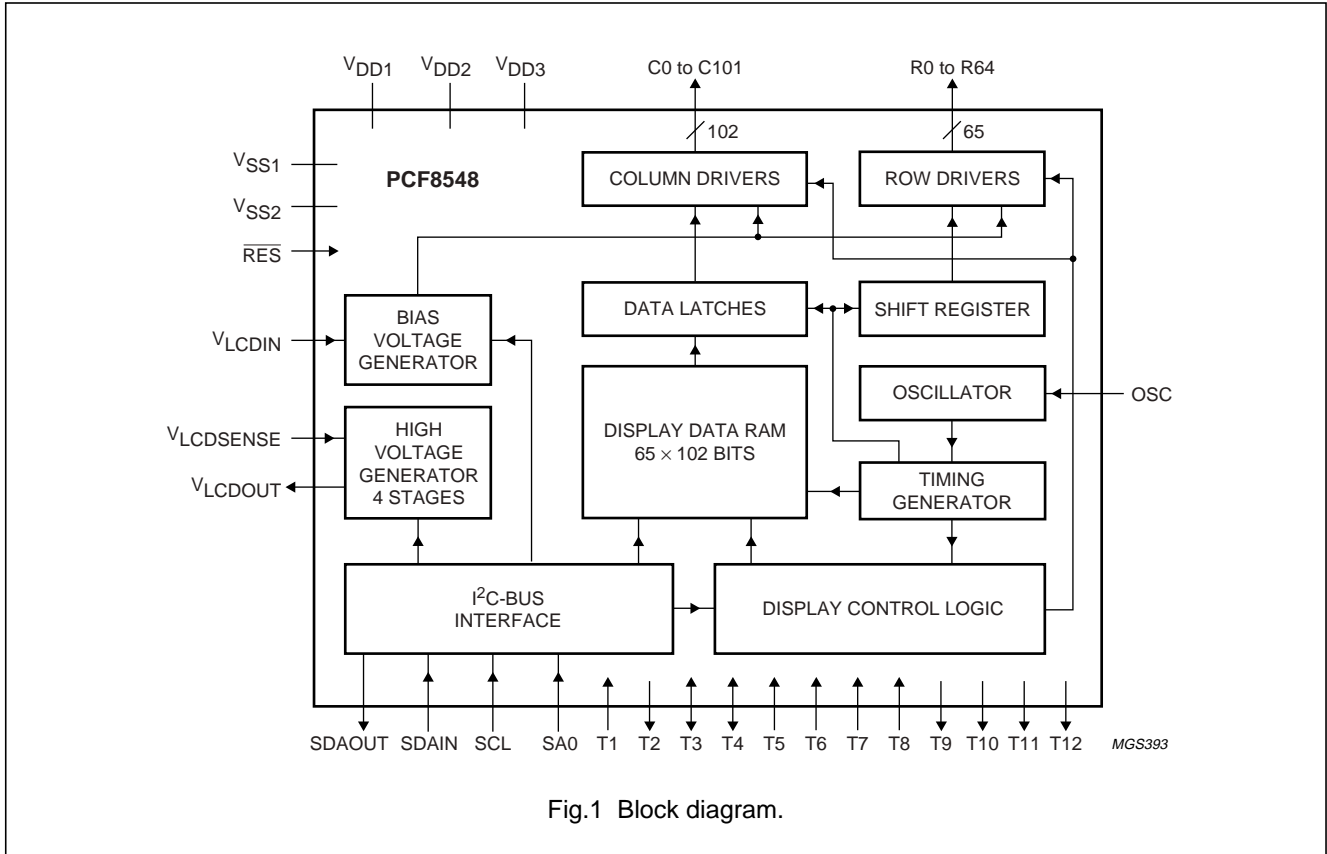 VDD1 VDD2 VDD3 C0 to C101 R0 to R64
102 65
VSS1
PCF8548 COLUMN DRIVERS ROW DRIVERS
VSS2
RES
DATA LATCHES SHIFT REGISTER
BIAS
VOLTAGE
GENERATOR
VLCDIN
OSCILLATOR OSC
VLCDSENSE
HIGH
VOLTAGE
GENERATOR
4 STAGES
VLCDOUT
DISPLAY DATA RAM
65 × 102 BITS
TIMING
GENERATOR
I²C-BUS
INTERFACE
DISPLAY CONTROL LOGIC
SDAOUT SDAIN SCL SA0 T1 T2 T3 T4 T5 T6 T7 T8 T9 T10 T11 T12 MGS393
Fig.1 Block diagram.